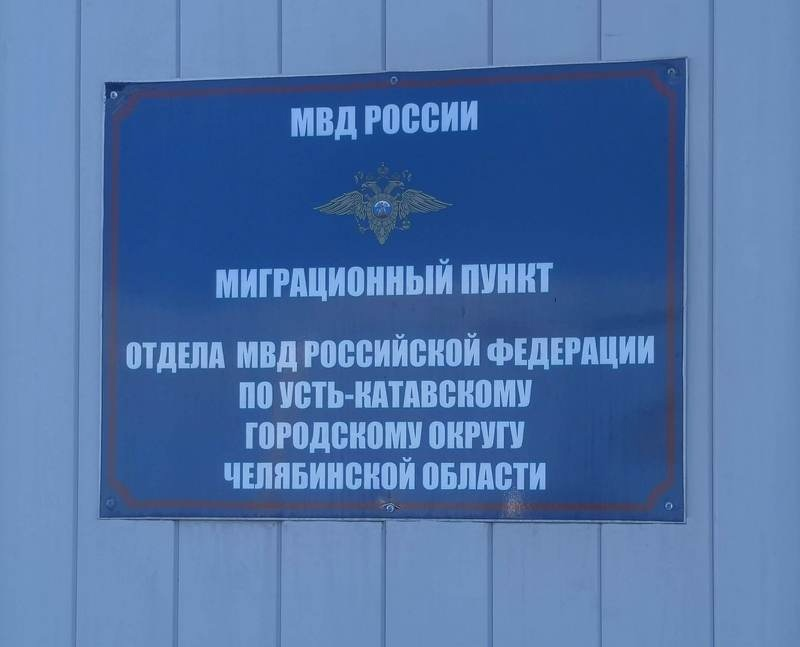 МВД РОССИИ
МИГРАЦИОННЫЙ ПУНКТ
ОТДЕЛА МВД РОССИЙСКОЙ ФЕДЕРАЦИИ
ПО УСТЬ-КАТАВСКОМУ
ГОРОДСКОМУ ОКРУГУ
ЧЕЛЯБИНСКОЙ ОБЛАСТИ